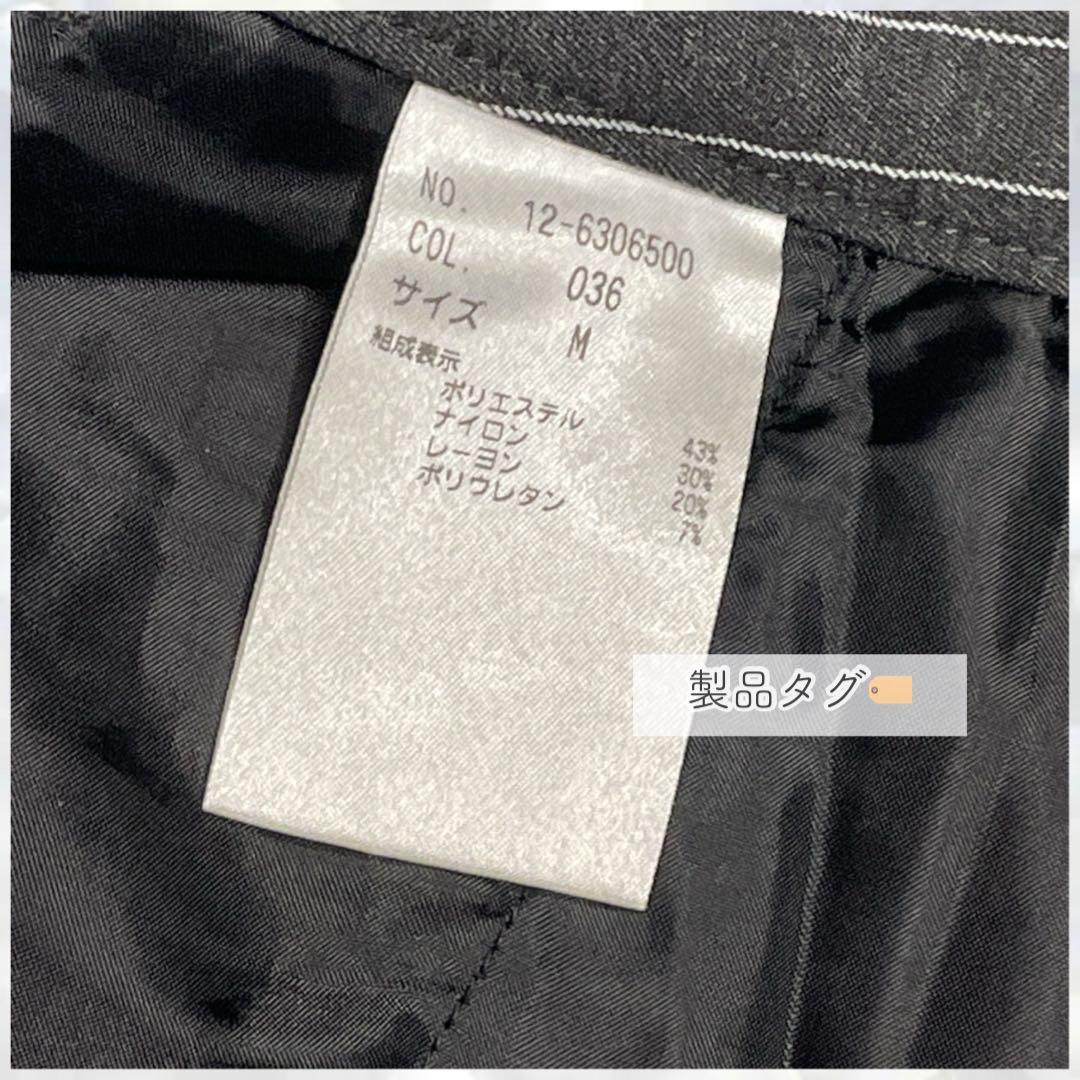 NO. 12-6306500
COL. 036
サイズ M
組成表示
ポリエステル 43%
ナイロン 30%
レーヨン 20%
ポリウレタン 7%
製品タグ